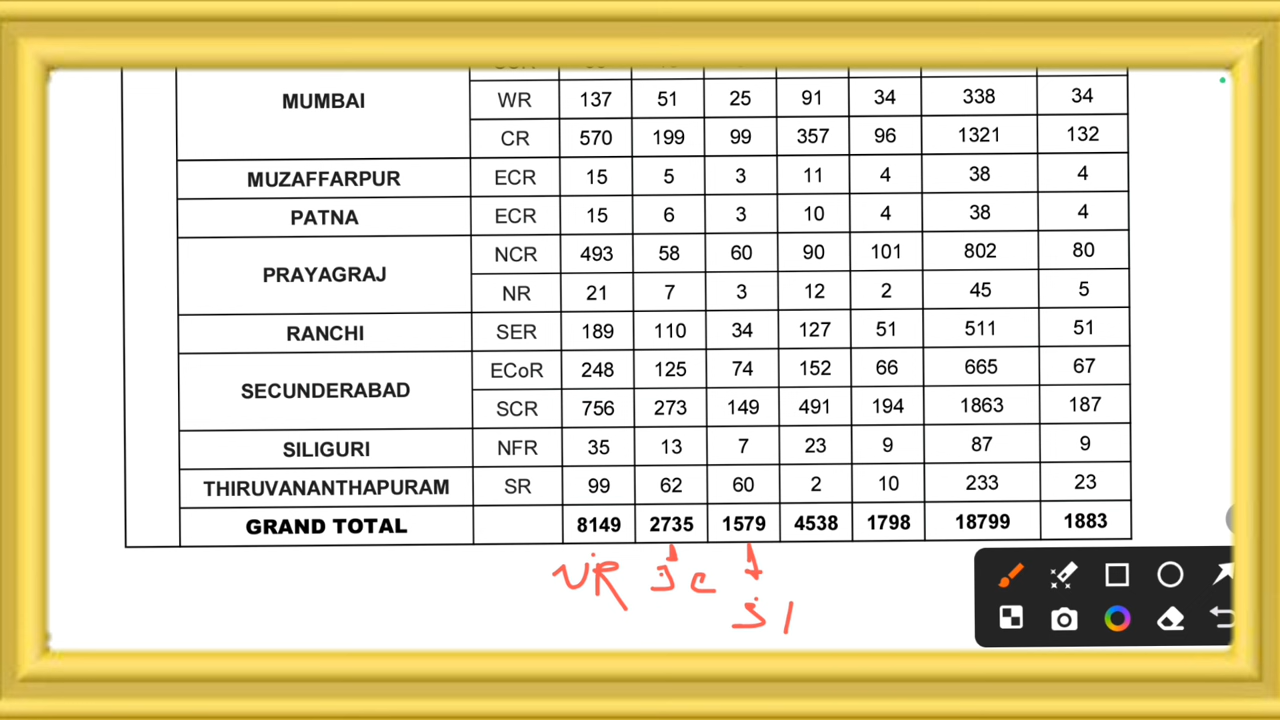 MUMBAI
WR 137 51 25 91 34 338 34
CR 570 199 99 357 96 1321 132
MUZAFFARPUR ECR 15 5 3 11 4 38 4
PATNA ECR 15 6 3 10 4 38 4
PRAYAGRAJ
NCR 493 58 60 90 101 802 80
NR 21 7 3 12 2 45 5
RANCHI SER 189 110 34 127 51 511 51
SECUNDERABAD
ECoR 248 125 74 152 66 665 67
SCR 756 273 149 491 194 1863 187
SILIGURI NFR 35 13 7 23 9 87 9
THIRUVANANTHAPURAM SR 99 62 60 2 10 233 23
GRAND TOTAL 8149 2735 1579 4538 1798 18799 1883
UR